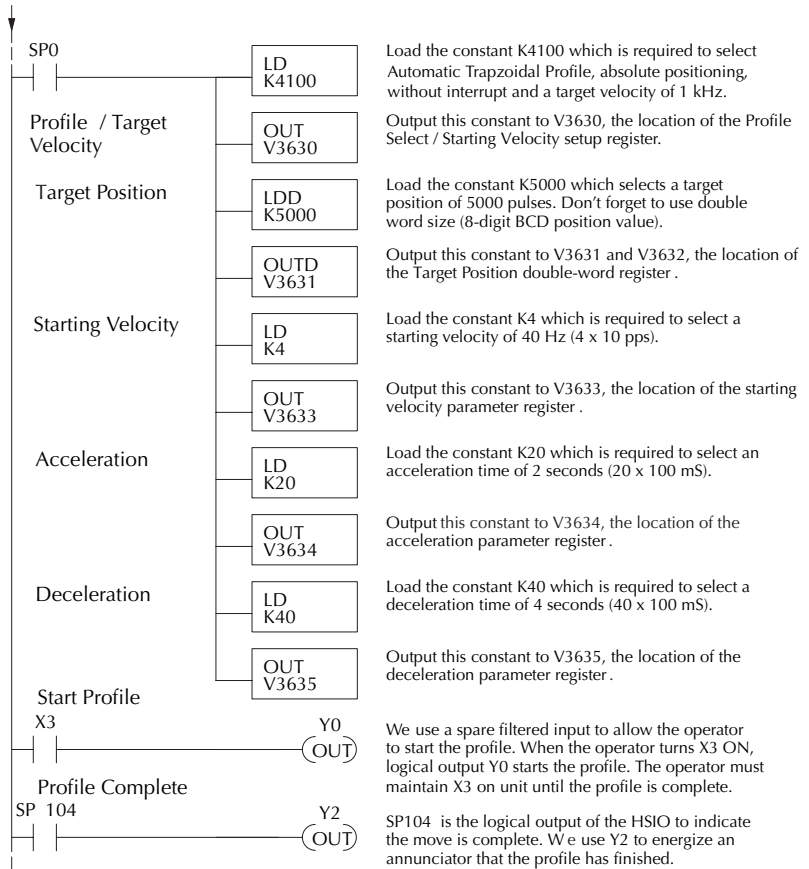 SP0
LD
K4100
Load the constant K4100 which is required to select
Automatic Trapzoidal Profile, absolute positioning,
without interrupt and a target velocity of 1 kHz.
Profile / Target
Velocity
OUT
V3630
Output this constant to V3630, the location of the Profile
Select / Starting Velocity setup register.
Target Position
LDD
K5000
Load the constant K5000 which selects a target
position of 5000 pulses. Don't forget to use double
word size (8-digit BCD position value).
OUTD
V3631
Output this constant to V3631 and V3632, the location of
the Target Position double-word register .
Starting Velocity
LD
K4
Load the constant K4 which is required to select a
starting velocity of 40 Hz (4 x 10 pps).
OUT
V3633
Output this constant to V3633, the location of the starting
velocity parameter register .
Acceleration
LD
K20
Load the constant K20 which is required to select an
acceleration time of 2 seconds (20 x 100 mS).
OUT
V3634
Output this constant to V3634, the location of the
acceleration parameter register .
Deceleration
LD
K40
Load the constant K40 which is required to select a
deceleration time of 4 seconds (40 x 100 mS).
OUT
V3635
Output this constant to V3635, the location of the
deceleration parameter register .
Start Profile
X3
Y0
OUT
We use a spare filtered input to allow the operator
to start the profile. When the operator turns X3 ON,
logical output Y0 starts the profile. The operator must
maintain X3 on unit until the profile is complete.
Profile Complete
SP 104
Y2
OUT
SP104 is the logical output of the HSIO to indicate
the move is complete. W e use Y2 to energize an
annunciator that the profile has finished.